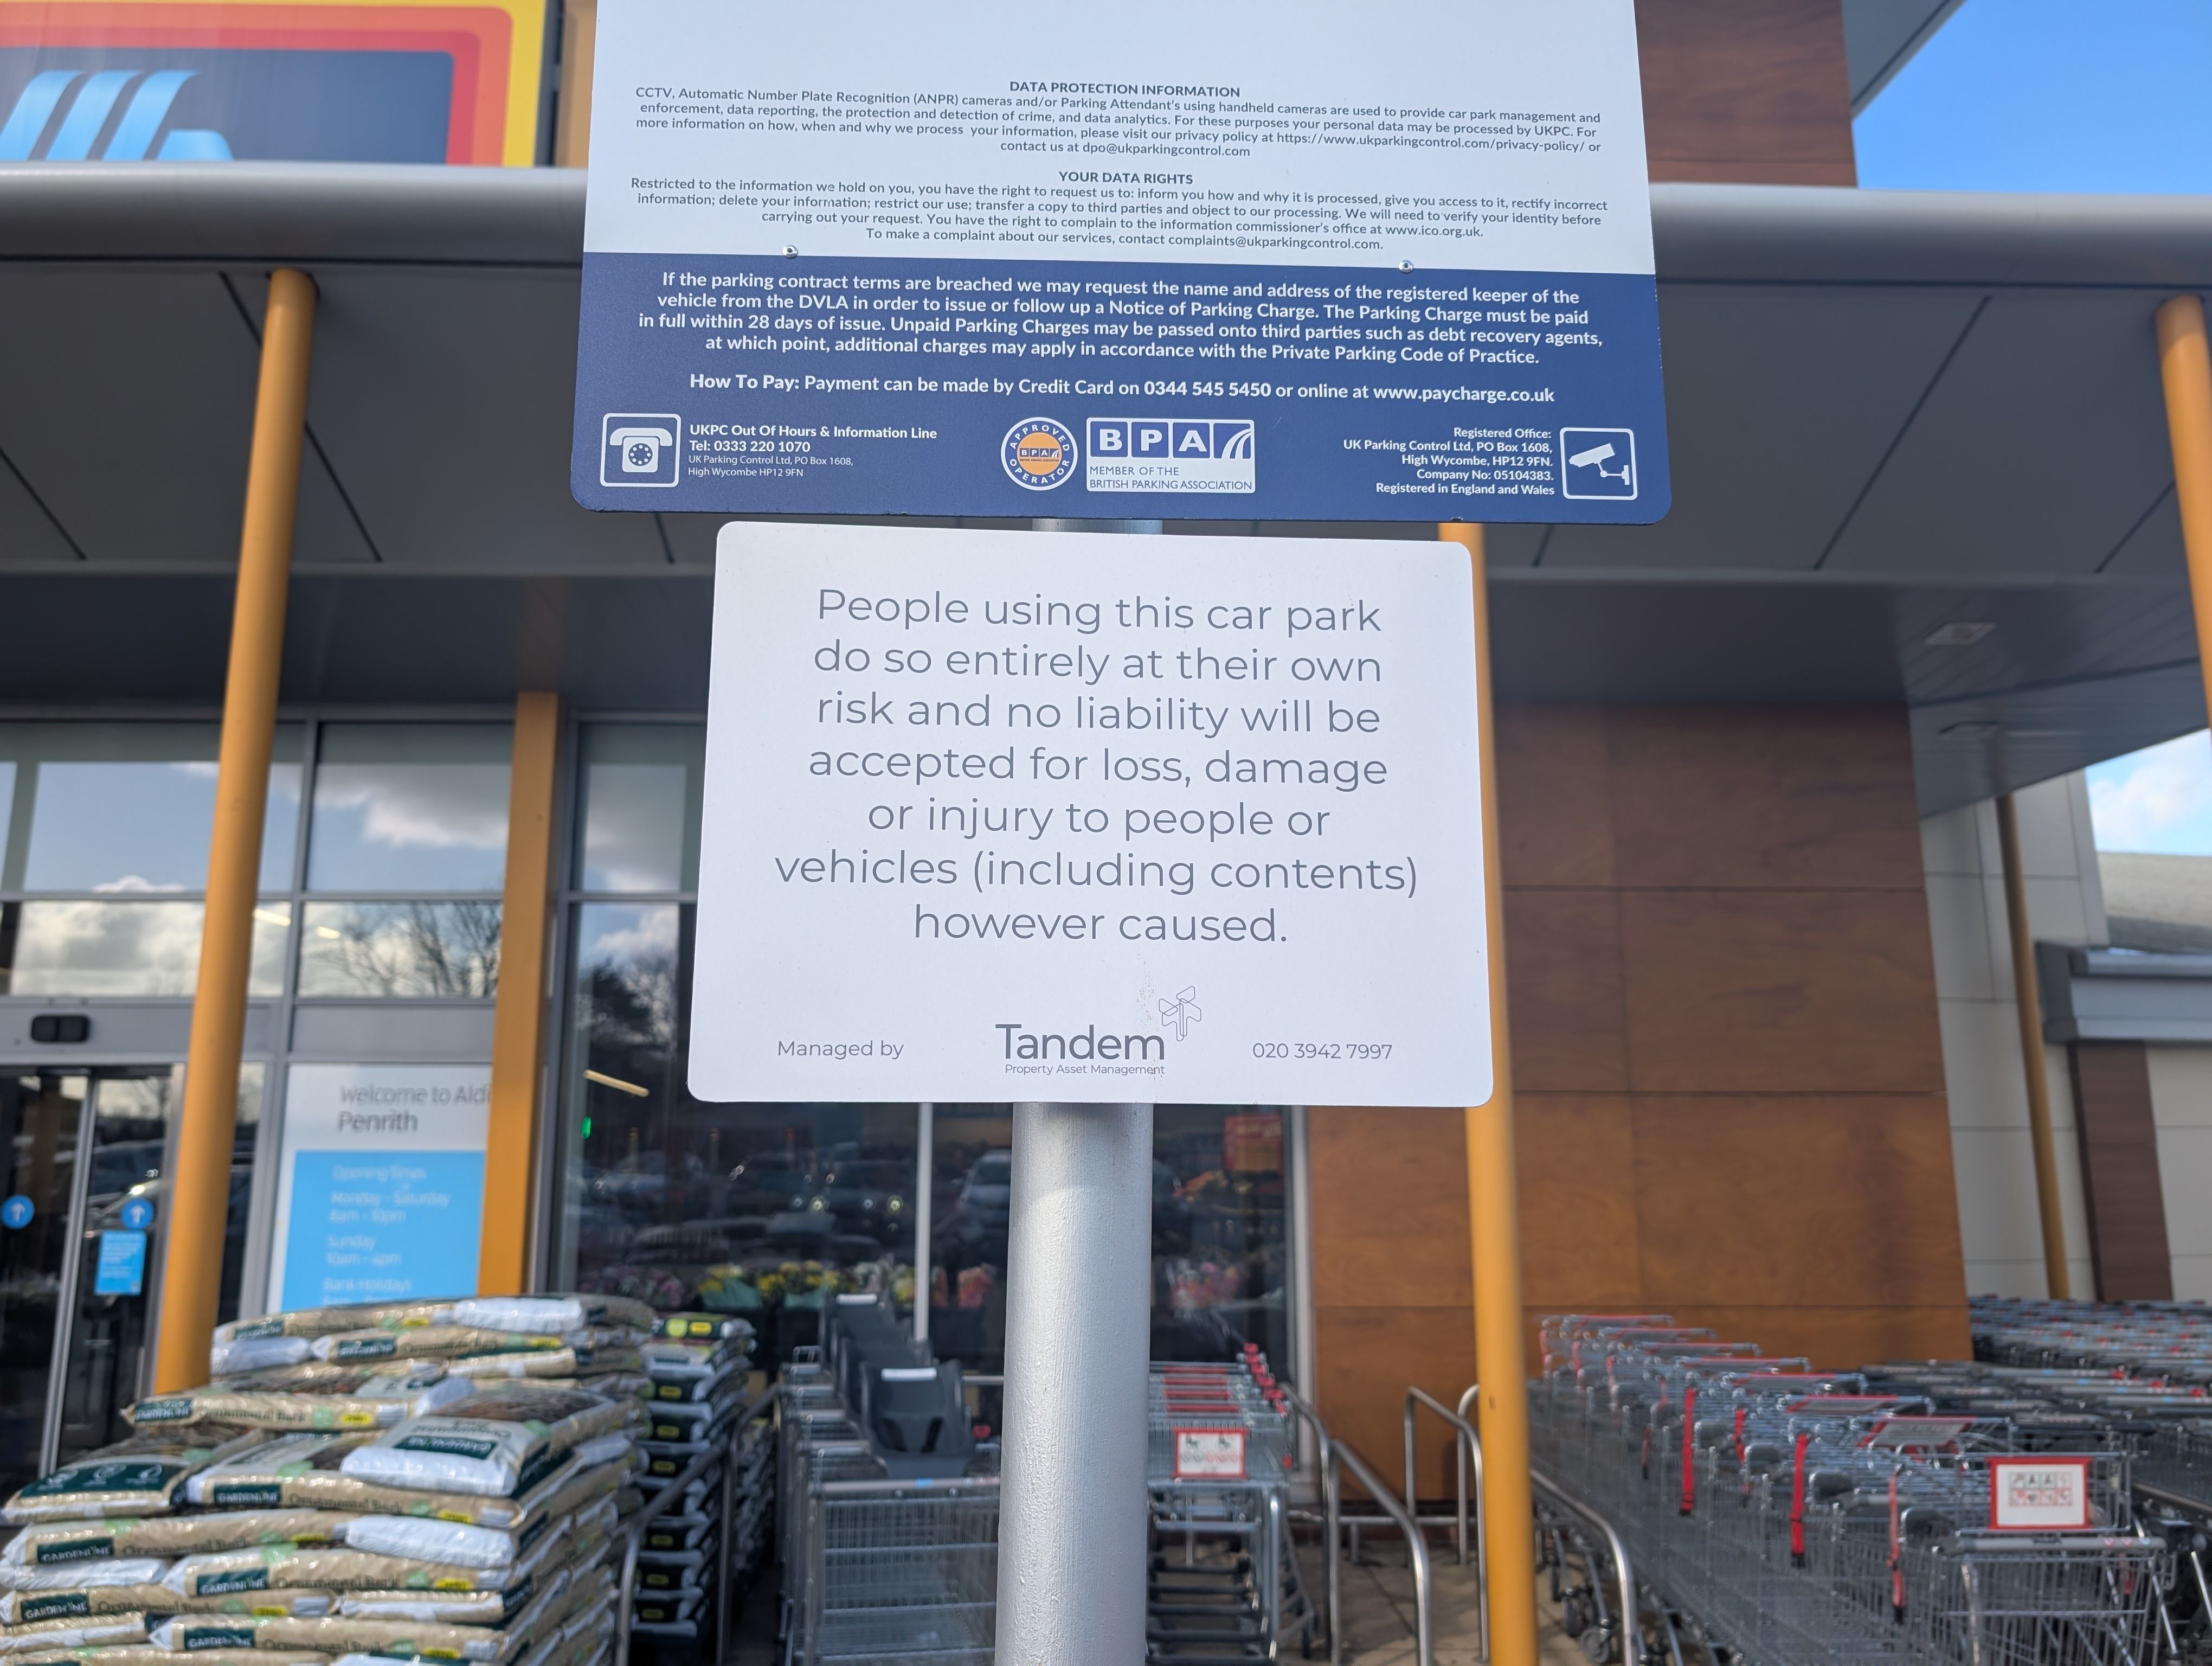 DATA PROTECTION INFORMATION
CCTV, Automatic Number Plate Recognition (ANPR) cameras and/or Parking Attendant's using handheld cameras are used to provide car park management and
enforcement, data reporting, the protection and detection of crime, and data analytics. For these purposes your personal data may be processed by UKPC. For
more information on how, when and why we process your information, please visit our privacy policy at https://www.ukparkingcontrol.com/privacy-policy/ or
contact us at dpo@ukparkingcontrol.com
YOUR DATA RIGHTS
Restricted to the information we hold on you, you have the right to request us to: inform you how and why it is processed, give you access to it, rectify incorrect
information; delete your information; restrict our use; transfer a copy to third parties and object to our processing. We will need to verify your identity before
carrying out your request. You have the right to complain to the information commissioner's office at www.ico.org.uk.
To make a complaint about our services, contact complaints@ukparkingcontrol.com.
If the parking contract terms are breached we may request the name and address of the registered keeper of the
vehicle from the DVLA in order to issue or follow up a Notice of Parking Charge. The Parking Charge must be paid
in full within 28 days of issue. Unpaid Parking Charges may be passed onto third parties such as debt recovery agents,
at which point, additional charges may apply in accordance with the Private Parking Code of Practice.
How To Pay: Payment can be made by Credit Card on 0344 545 5450 or online at www.paycharge.co.uk
UKPC Out Of Hours & Information Line
Tel: 0333 220 1070
UK Parking Control Ltd, PO Box 1608,
High Wycombe HP12 9FN
APPROVED
BPA
OPERATOR
BPA
MEMBER OF THE
BRITISH PARKING ASSOCIATION
Registered Office:
UK Parking Control Ltd, PO Box 1608,
High Wycombe, HP12 9FN.
Company No: 05104383.
Registered in England and Wales
People using this car park
do so entirely at their own
risk and no liability will be
accepted for loss, damage
or injury to people or
vehicles (including contents)
however caused.
Managed by
Tandem
Property Asset Management
020 3942 7997
Welcome to Aldi
Penrith
Opening Times
Monday - Saturday
8am - 10pm
Sunday
10am - 4pm
Bank Holidays
GARDENLINE
Ornamental Bark
GARDENLINE
Ornamental Bark
GARDENLINE
GARDENLINE
GARDENLINE
GARDENLINE